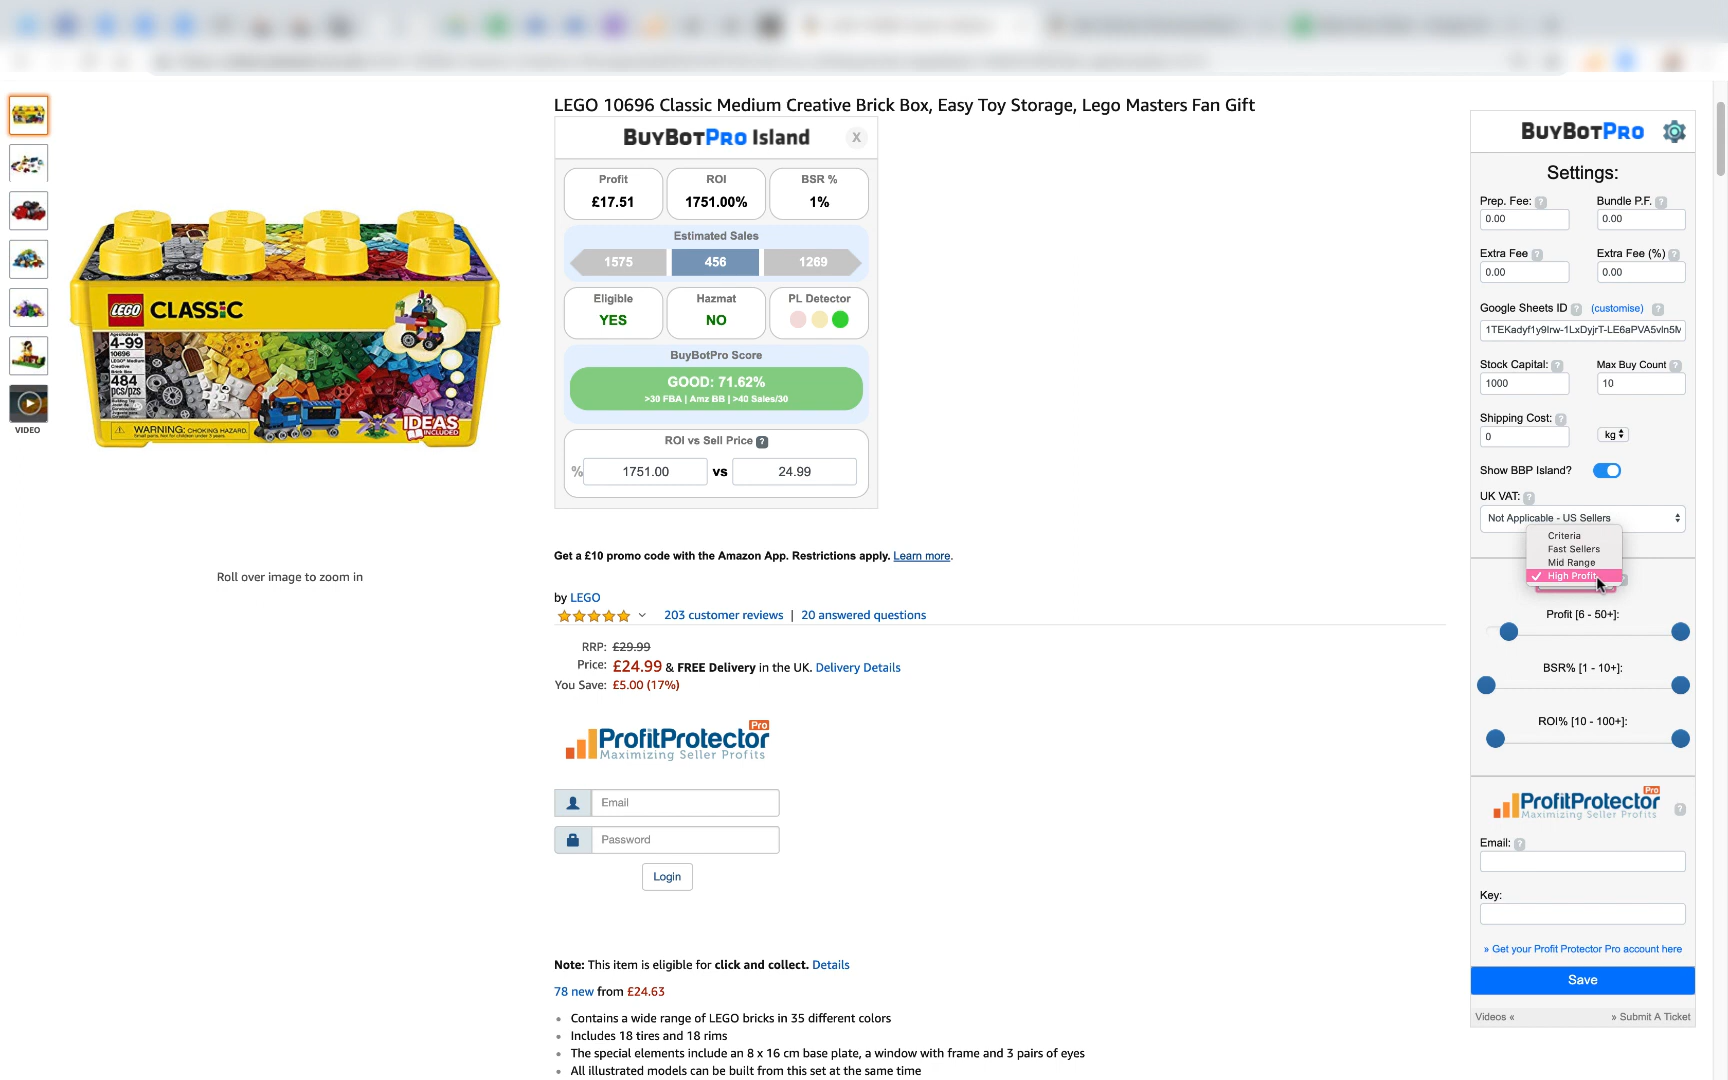 LEGO 10696 Classic Medium Creative Brick Box, Easy Toy Storage, Lego Masters Fan Gift
BUYBOTPRO Island
X
Profit
£17.51
ROI
1751.00%
BSR %
1%
Estimated Sales
1575
456
1269
Eligible
YES
Hazmat
NO
PL Detector
BuyBotPro Score
GOOD: 71.62%
>30 FBA | Amz BB | >40 Sales/30
ROI vs Sell Price ?
% 1751.00 vs 24.99
LEGO CLASSIC
4-99
10696
484
pcs/pzs
WARNING: CHOKING HAZARD.
IDEAS
INCLUDED
VIDEO
Roll over image to zoom in
Get a £10 promo code with the Amazon App. Restrictions apply. Learn more.
by LEGO
203 customer reviews | 20 answered questions
RRP: £29.99
Price: £24.99 & FREE Delivery in the UK. Delivery Details
You Save: £5.00 (17%)
ProfitProtector Pro
Maximizing Seller Profits
Email
Password
Login
Note: This item is eligible for click and collect. Details
78 new from £24.63
Contains a wide range of LEGO bricks in 35 different colors
Includes 18 tires and 18 rims
The special elements include an 8 x 16 cm base plate, a window with frame and 3 pairs of eyes
All illustrated models can be built from this set at the same time
BUYBOTPRO
Settings:
Prep. Fee: ? Bundle P.F. ?
0.00 0.00
Extra Fee ? Extra Fee (%) ?
0.00 0.00
Google Sheets ID ? (customise) ?
1TEKadyf1y9Irw-1LxDyjrT-LE6aPVA5vln5M
Stock Capital: ? Max Buy Count ?
1000 10
Shipping Cost: ?
0 kg
Show BBP Island?
UK VAT: ?
Not Applicable - US Sellers
Criteria
Fast Sellers
Mid Range
✓ High Profit
Profit [6 - 50+]:
BSR% [1 - 10+]:
ROI% [10 - 100+]:
ProfitProtector Pro
Maximizing Seller Profits ?
Email: ?
Key:
» Get your Profit Protector Pro account here
Save
Videos « » Submit A Ticket